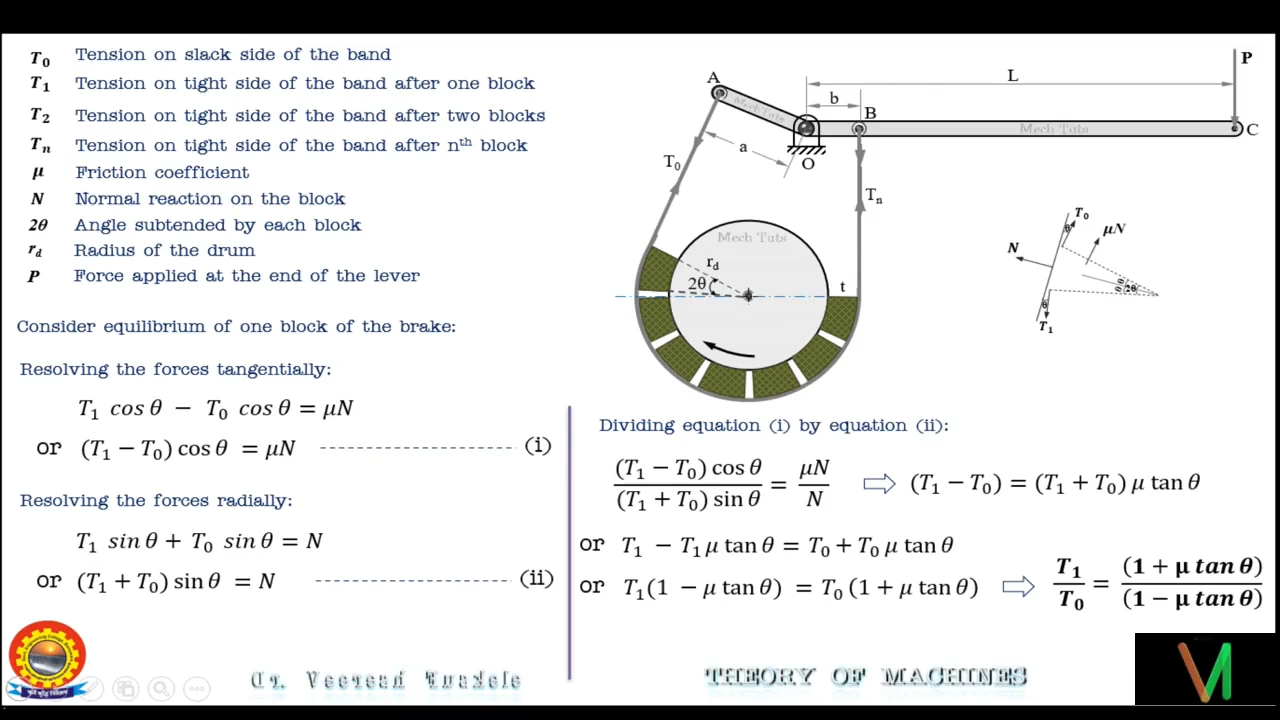 T₀ Tension on slack side of the band
T₁ Tension on tight side of the band after one block
T₂ Tension on tight side of the band after two blocks
Tₙ Tension on tight side of the band after nᵗʰ block
μ Friction coefficient
N Normal reaction on the block
2θ Angle subtended by each block
r_d Radius of the drum
P Force applied at the end of the lever
Consider equilibrium of one block of the brake:
Resolving the forces tangentially:
T₁ cos θ − T₀ cos θ = μN
or (T₁ − T₀) cos θ = μN (i)
Resolving the forces radially:
T₁ sin θ + T₀ sin θ = N
or (T₁ + T₀) sin θ = N (ii)
P
L
A
b
B
Mech Tuts
Mech Tuts
C
a
O
T₀
Tₙ
Mech Tuts
r_d
2θ
t
T₀
θ
μN
N
θ
θ
2θ
θ
T₁
Dividing equation (i) by equation (ii):
(T₁ − T₀) cos θ / (T₁ + T₀) sin θ = μN / N ⇨ (T₁ − T₀) = (T₁ + T₀) μ tan θ
or T₁ − T₁ μ tan θ = T₀ + T₀ μ tan θ
or T₁(1 − μ tan θ) = T₀ (1 + μ tan θ) ⇨ T₁ / T₀ = (1 + μ tan θ) / (1 − μ tan θ)
THEORY OF MACHINES